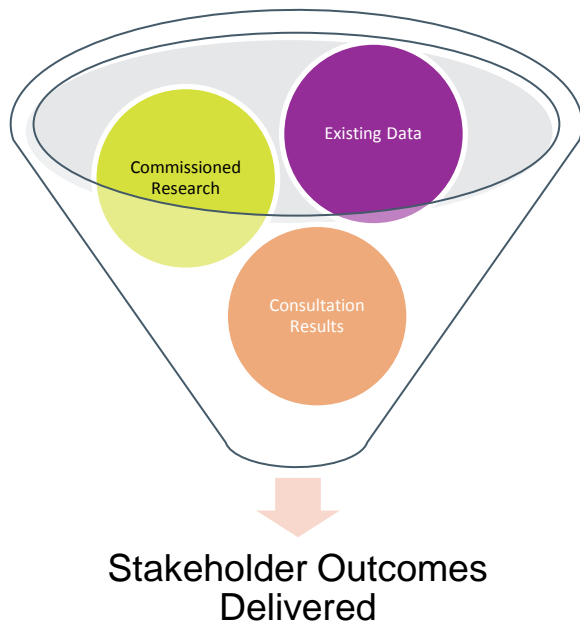 Existing Data
Commissioned
Research
Consultation
Results
Stakeholder Outcomes
Delivered